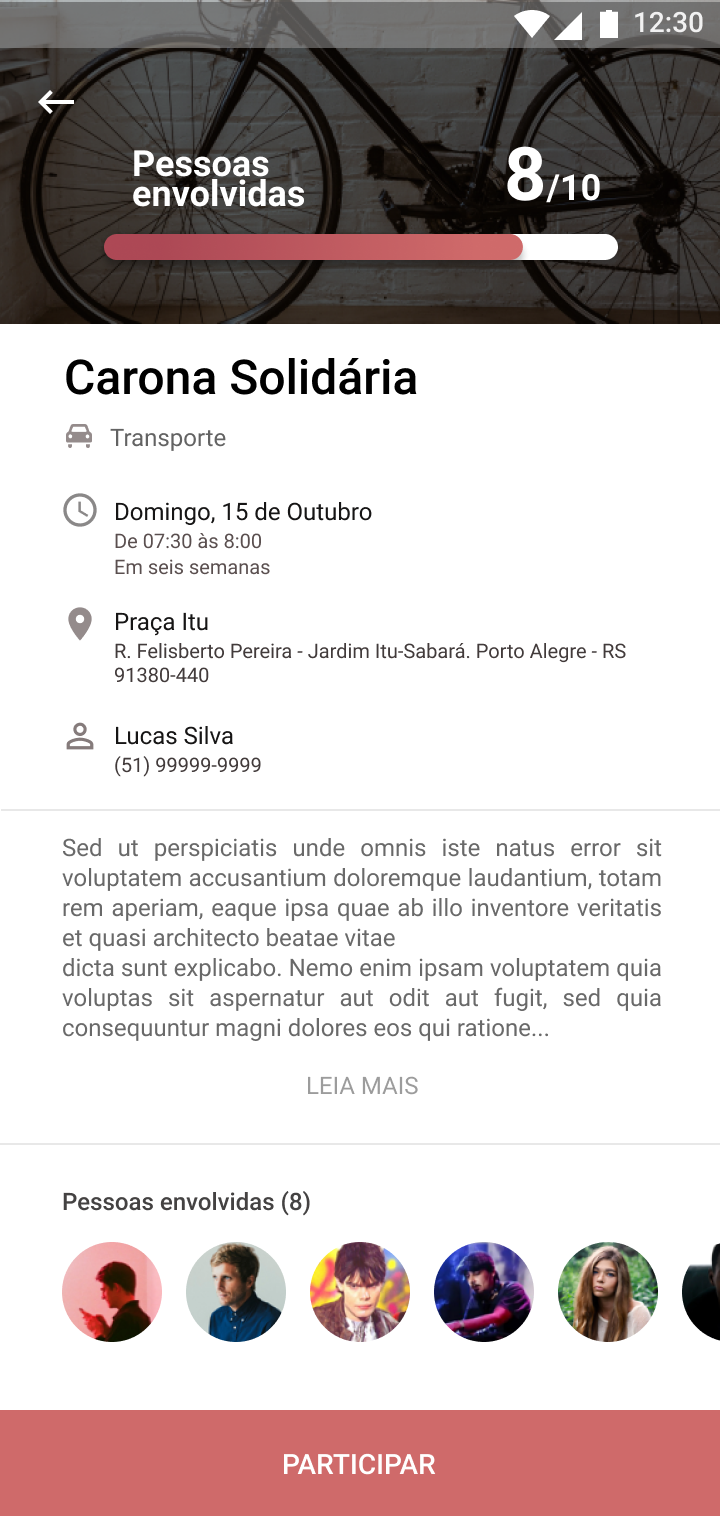 12:30
Pessoas
envolvidas
8/10
Carona Solidária
Transporte
Domingo, 15 de Outubro
De 07:30 às 8:00
Em seis semanas
Praça Itu
R. Felisberto Pereira - Jardim Itu-Sabará. Porto Alegre - RS
91380-440
Lucas Silva
(51) 99999-9999
Sed ut perspiciatis unde omnis iste natus error sit
voluptatem accusantium doloremque laudantium, totam
rem aperiam, eaque ipsa quae ab illo inventore veritatis
et quasi architecto beatae vitae
dicta sunt explicabo. Nemo enim ipsam voluptatem quia
voluptas sit aspernatur aut odit aut fugit, sed quia
consequuntur magni dolores eos qui ratione...
LEIA MAIS
Pessoas envolvidas (8)
PARTICIPAR